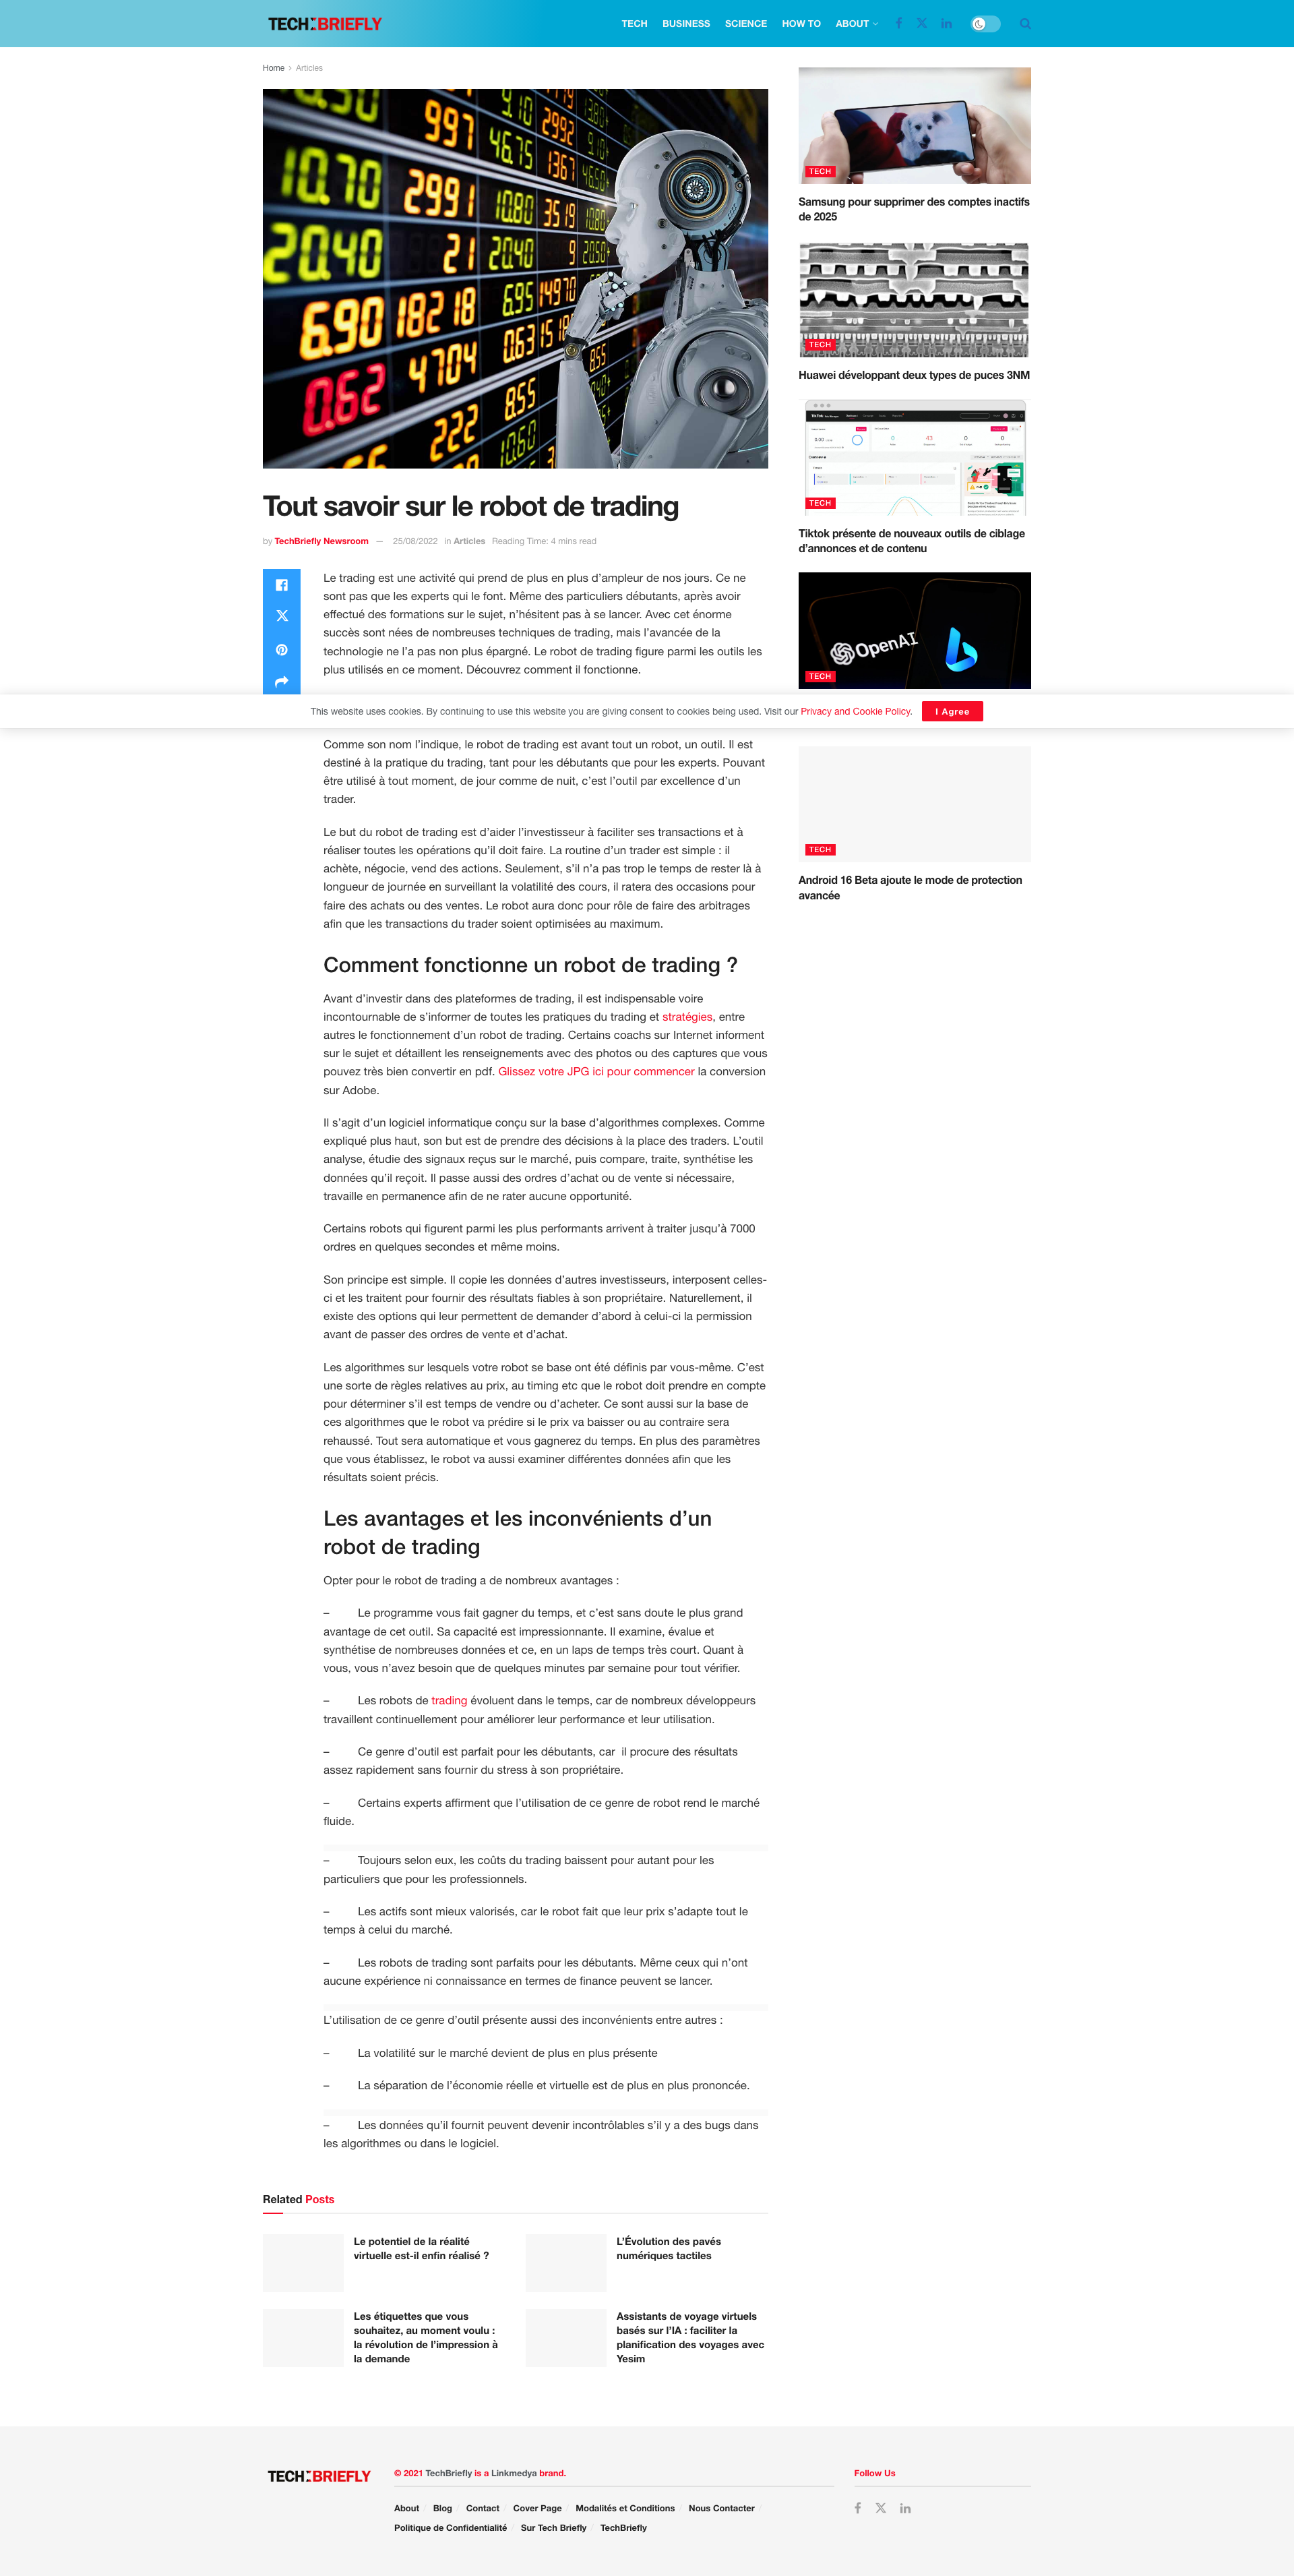 TECHBRIEFLY
TECH BUSINESS SCIENCE HOW TO ABOUT
Home > Articles
Tout savoir sur le robot de trading
by TechBriefly Newsroom — 25/08/2022 in Articles Reading Time: 4 mins read
Le trading est une activité qui prend de plus en plus d’ampleur de nos jours. Ce ne
sont pas que les experts qui le font. Même des particuliers débutants, après avoir
effectué des formations sur le sujet, n’hésitent pas à se lancer. Avec cet énorme
succès sont nées de nombreuses techniques de trading, mais l’avancée de la
technologie ne l’a pas non plus épargné. Le robot de trading figure parmi les outils les
plus utilisés en ce moment. Découvrez comment il fonctionne.
This website uses cookies. By continuing to use this website you are giving consent to cookies being used. Visit our Privacy and Cookie Policy. I Agree
Comme son nom l’indique, le robot de trading est avant tout un robot, un outil. Il est
destiné à la pratique du trading, tant pour les débutants que pour les experts. Pouvant
être utilisé à tout moment, de jour comme de nuit, c’est l’outil par excellence d’un
trader.
Le but du robot de trading est d’aider l’investisseur à faciliter ses transactions et à
réaliser toutes les opérations qu’il doit faire. La routine d’un trader est simple : il
achète, négocie, vend des actions. Seulement, s’il n’a pas trop le temps de rester là à
longueur de journée en surveillant la volatilité des cours, il ratera des occasions pour
faire des achats ou des ventes. Le robot aura donc pour rôle de faire des arbitrages
afin que les transactions du trader soient optimisées au maximum.
Comment fonctionne un robot de trading ?
Avant d’investir dans des plateformes de trading, il est indispensable voire
incontournable de s’informer de toutes les pratiques du trading et stratégies, entre
autres le fonctionnement d’un robot de trading. Certains coachs sur Internet informent
sur le sujet et détaillent les renseignements avec des photos ou des captures que vous
pouvez très bien convertir en pdf. Glissez votre JPG ici pour commencer la conversion
sur Adobe.
Il s’agit d’un logiciel informatique conçu sur la base d’algorithmes complexes. Comme
expliqué plus haut, son but est de prendre des décisions à la place des traders. L’outil
analyse, étudie des signaux reçus sur le marché, puis compare, traite, synthétise les
données qu’il reçoit. Il passe aussi des ordres d’achat ou de vente si nécessaire,
travaille en permanence afin de ne rater aucune opportunité.
Certains robots qui figurent parmi les plus performants arrivent à traiter jusqu’à 7000
ordres en quelques secondes et même moins.
Son principe est simple. Il copie les données d’autres investisseurs, interposent celles-
ci et les traitent pour fournir des résultats fiables à son propriétaire. Naturellement, il
existe des options qui leur permettent de demander d’abord à celui-ci la permission
avant de passer des ordres de vente et d’achat.
Les algorithmes sur lesquels votre robot se base ont été définis par vous-même. C’est
une sorte de règles relatives au prix, au timing etc que le robot doit prendre en compte
pour déterminer s’il est temps de vendre ou d’acheter. Ce sont aussi sur la base de
ces algorithmes que le robot va prédire si le prix va baisser ou au contraire sera
rehaussé. Tout sera automatique et vous gagnerez du temps. En plus des paramètres
que vous établissez, le robot va aussi examiner différentes données afin que les
résultats soient précis.
Les avantages et les inconvénients d’un
robot de trading
Opter pour le robot de trading a de nombreux avantages :
– Le programme vous fait gagner du temps, et c’est sans doute le plus grand
avantage de cet outil. Sa capacité est impressionnante. Il examine, évalue et
synthétise de nombreuses données et ce, en un laps de temps très court. Quant à
vous, vous n’avez besoin que de quelques minutes par semaine pour tout vérifier.
– Les robots de trading évoluent dans le temps, car de nombreux développeurs
travaillent continuellement pour améliorer leur performance et leur utilisation.
– Ce genre d’outil est parfait pour les débutants, car il procure des résultats
assez rapidement sans fournir du stress à son propriétaire.
– Certains experts affirment que l’utilisation de ce genre de robot rend le marché
fluide.
– Toujours selon eux, les coûts du trading baissent pour autant pour les
particuliers que pour les professionnels.
– Les actifs sont mieux valorisés, car le robot fait que leur prix s’adapte tout le
temps à celui du marché.
– Les robots de trading sont parfaits pour les débutants. Même ceux qui n’ont
aucune expérience ni connaissance en termes de finance peuvent se lancer.
L’utilisation de ce genre d’outil présente aussi des inconvénients entre autres :
– La volatilité sur le marché devient de plus en plus présente
– La séparation de l’économie réelle et virtuelle est de plus en plus prononcée.
– Les données qu’il fournit peuvent devenir incontrôlables s’il y a des bugs dans
les algorithmes ou dans le logiciel.
TECH
Samsung pour supprimer des comptes inactifs
de 2025
TECH
Huawei développant deux types de puces 3NM
TECH
Tiktok présente de nouveaux outils de ciblage
d’annonces et de contenu
OpenAI
TECH
TECH
Android 16 Beta ajoute le mode de protection
avancée
Related Posts
Le potentiel de la réalité
virtuelle est-il enfin réalisé ?
L’Évolution des pavés
numériques tactiles
Les étiquettes que vous
souhaitez, au moment voulu :
la révolution de l’impression à
la demande
Assistants de voyage virtuels
basés sur l’IA : faciliter la
planification des voyages avec
Yesim
TECHBRIEFLY
© 2021 TechBriefly is a Linkmedya brand.
About / Blog / Contact / Cover Page / Modalités et Conditions / Nous Contacter /
Politique de Confidentialité / Sur Tech Briefly / TechBriefly
Follow Us